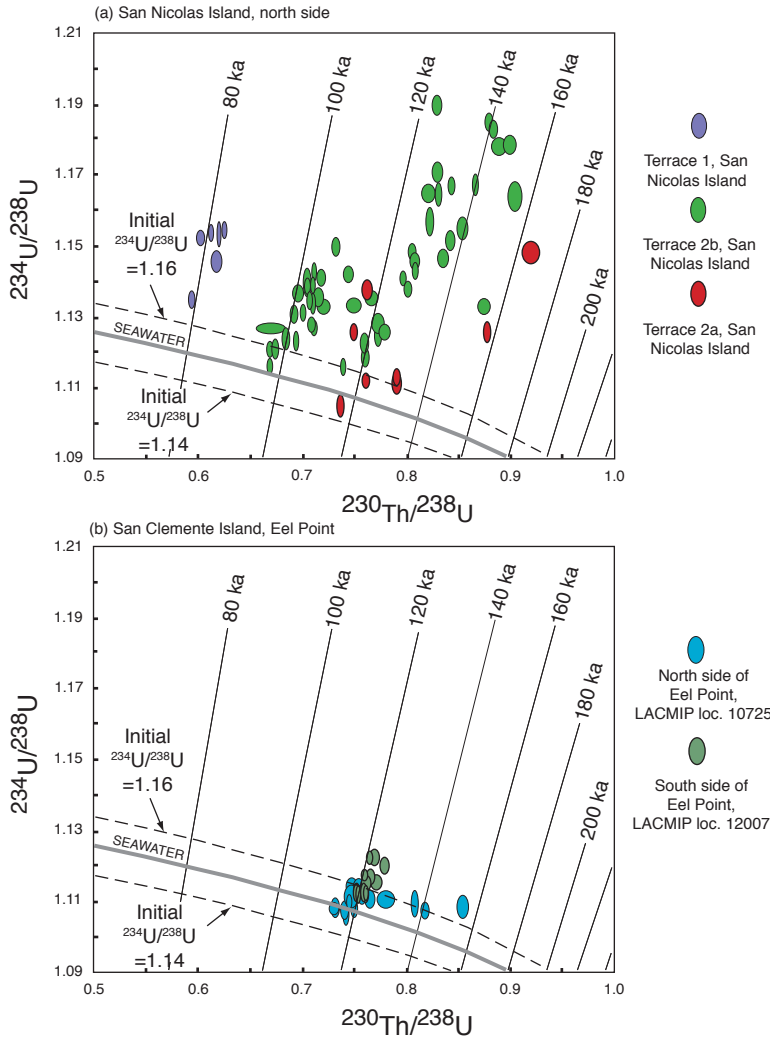 (a) San Nicolas Island, north side
1.21
1.19
1.17
1.15
1.13
1.11
1.09
²³⁴U/²³⁸U
80 ka
100 ka
120 ka
140 ka
160 ka
180 ka
200 ka
Initial
²³⁴U/²³⁸U
=1.16
SEAWATER
Initial
²³⁴U/²³⁸U
=1.14
0.5
0.6
0.7
0.8
0.9
1.0
²³⁰Th/²³⁸U
Terrace 1, San
Nicolas Island
Terrace 2b, San
Nicolas Island
Terrace 2a, San
Nicolas Island
(b) San Clemente Island, Eel Point
1.21
1.19
1.17
1.15
1.13
1.11
1.09
²³⁴U/²³⁸U
80 ka
100 ka
120 ka
140 ka
160 ka
180 ka
200 ka
Initial
²³⁴U/²³⁸U
=1.16
SEAWATER
Initial
²³⁴U/²³⁸U
=1.14
0.5
0.6
0.7
0.8
0.9
1.0
²³⁰Th/²³⁸U
North side of
Eel Point,
LACMIP loc. 10725
South side of
Eel Point,
LACMIP loc. 12007